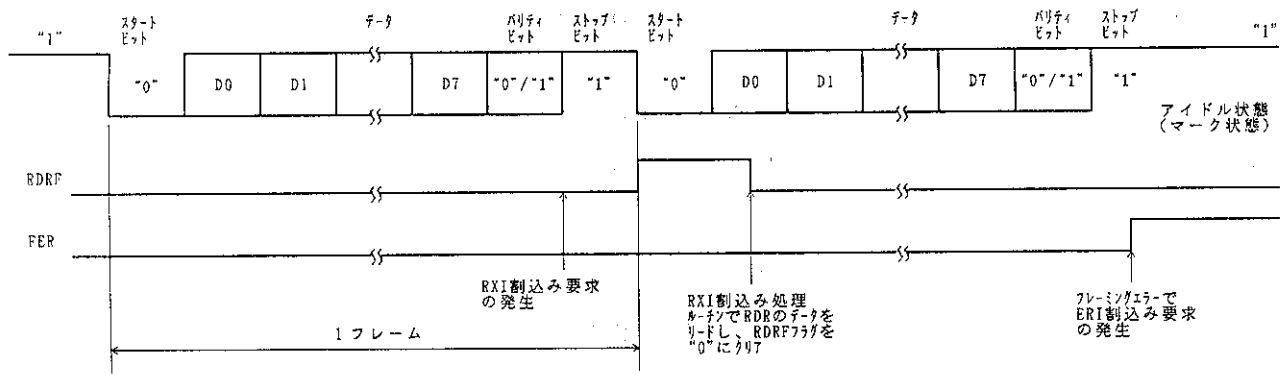 スタート
ビット
データ
パリティ
ビット
ストップ
ビット
スタート
ビット
データ
パリティ
ビット
ストップ
ビット
“1”
“1”
“0”
D0
D1
D7
“0”/“1”
“1”
“0”
D0
D1
D7
“0”/“1”
“1”
アイドル状態
(マーク状態)
RDRF
FER
RXI割込み要求
の発生
RXI割込み処理
ルーチンでRDRのデータを
リードし、RDRFフラグを
“0”にクリア
フレーミングエラーで
ERI割込み要求
の発生
1フレーム